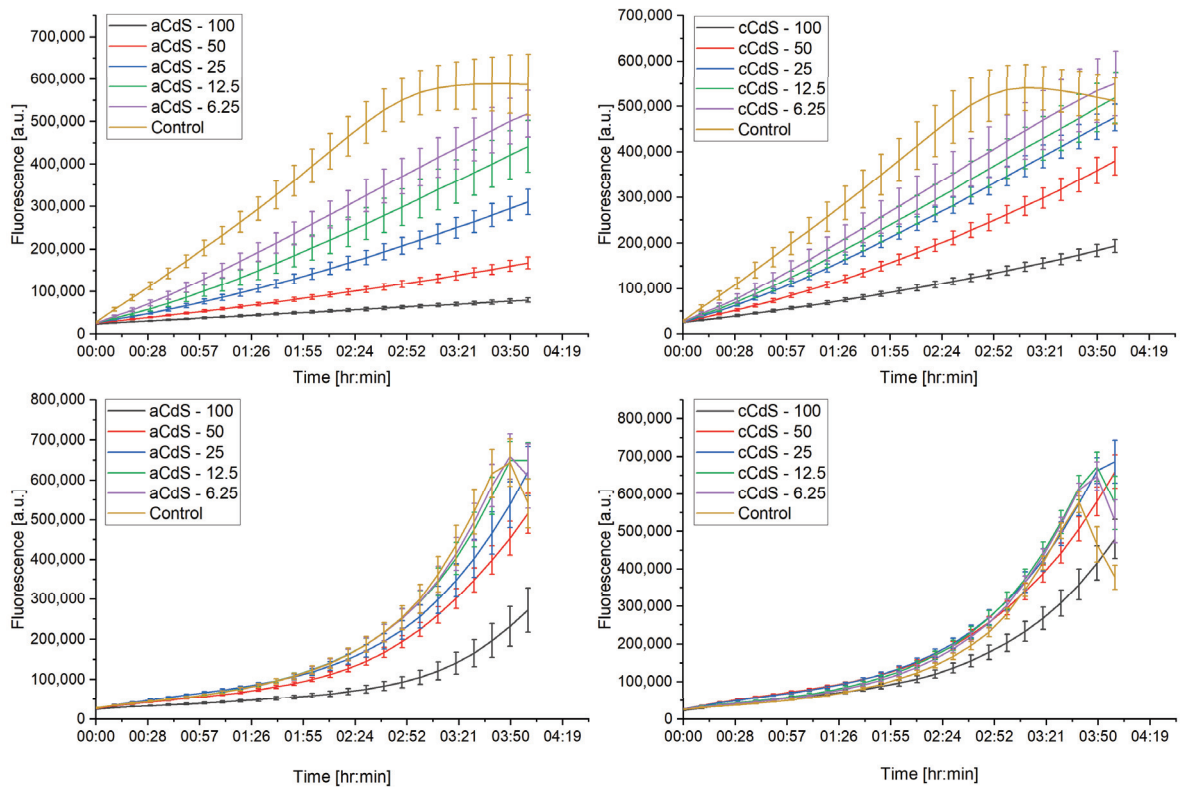 aCdS - 100
aCdS - 50
aCdS - 25
aCdS - 12.5
aCdS - 6.25
Control
700,000
600,000
500,000
400,000
300,000
200,000
100,000
0
Fluorescence [a.u.]
00:00 00:28 00:57 01:26 01:55 02:24 02:52 03:21 03:50 04:19
Time [hr:min]
cCdS - 100
cCdS - 50
cCdS - 25
cCdS - 12.5
cCdS - 6.25
Control
700,000
600,000
500,000
400,000
300,000
200,000
100,000
0
Fluorescence [a.u.]
00:00 00:28 00:57 01:26 01:55 02:24 02:52 03:21 03:50 04:19
Time [hr:min]
aCdS - 100
aCdS - 50
aCdS - 25
aCdS - 12.5
aCdS - 6.25
Control
800,000
700,000
600,000
500,000
400,000
300,000
200,000
100,000
0
Fluorescence [a.u.]
00:00 00:28 00:57 01:26 01:55 02:24 02:52 03:21 03:50 04:19
Time [hr:min]
cCdS - 100
cCdS - 50
cCdS - 25
cCdS - 12.5
cCdS - 6.25
Control
800,000
700,000
600,000
500,000
400,000
300,000
200,000
100,000
0
Fluorescence [a.u.]
00:00 00:28 00:57 01:26 01:55 02:24 02:52 03:21 03:50 04:19
Time [hr:min]